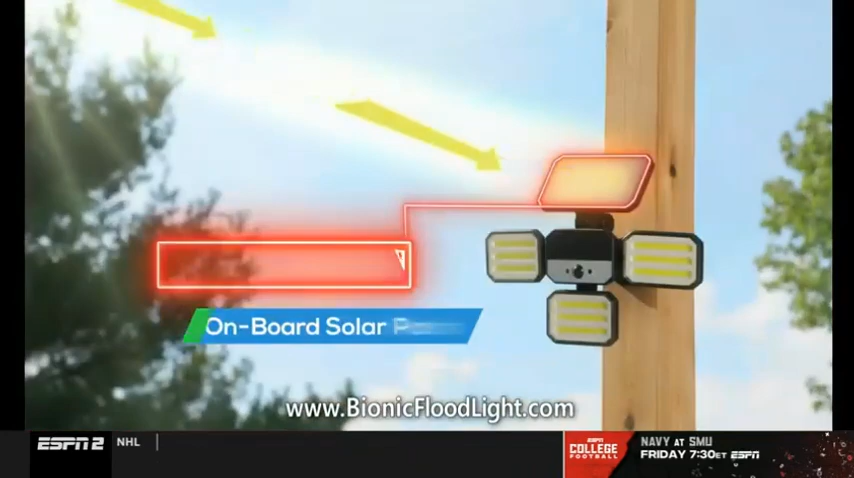 On-Board Solar
www.BionicFloodLight.com
ESPN2
NHL
ESPN
COLLEGE
FOOTBALL
NAVY AT SMU
FRIDAY 7:30ET ESPN